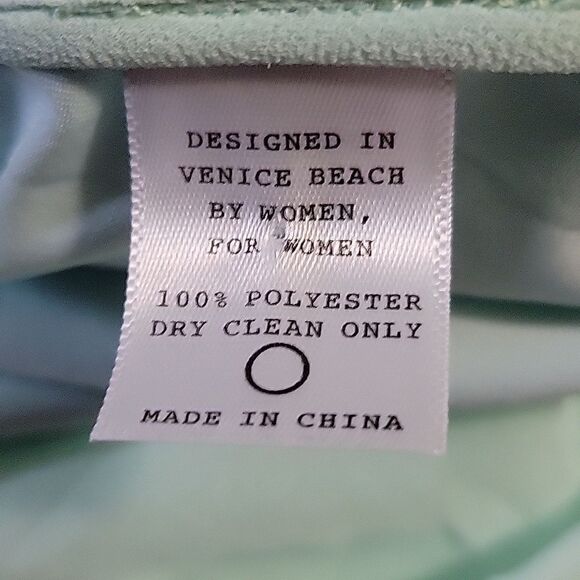 DESIGNED IN
VENICE BEACH
BY WOMEN,
FOR WOMEN
100% POLYESTER
DRY CLEAN ONLY
MADE IN CHINA